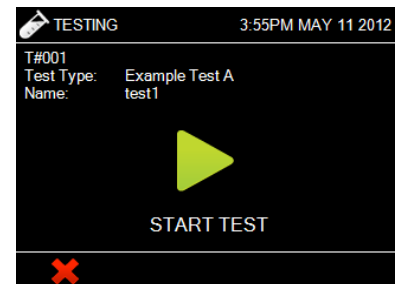 TESTING 3:55PM MAY 11 2012
T#001
Test Type: Example Test A
Name: test1
START TEST